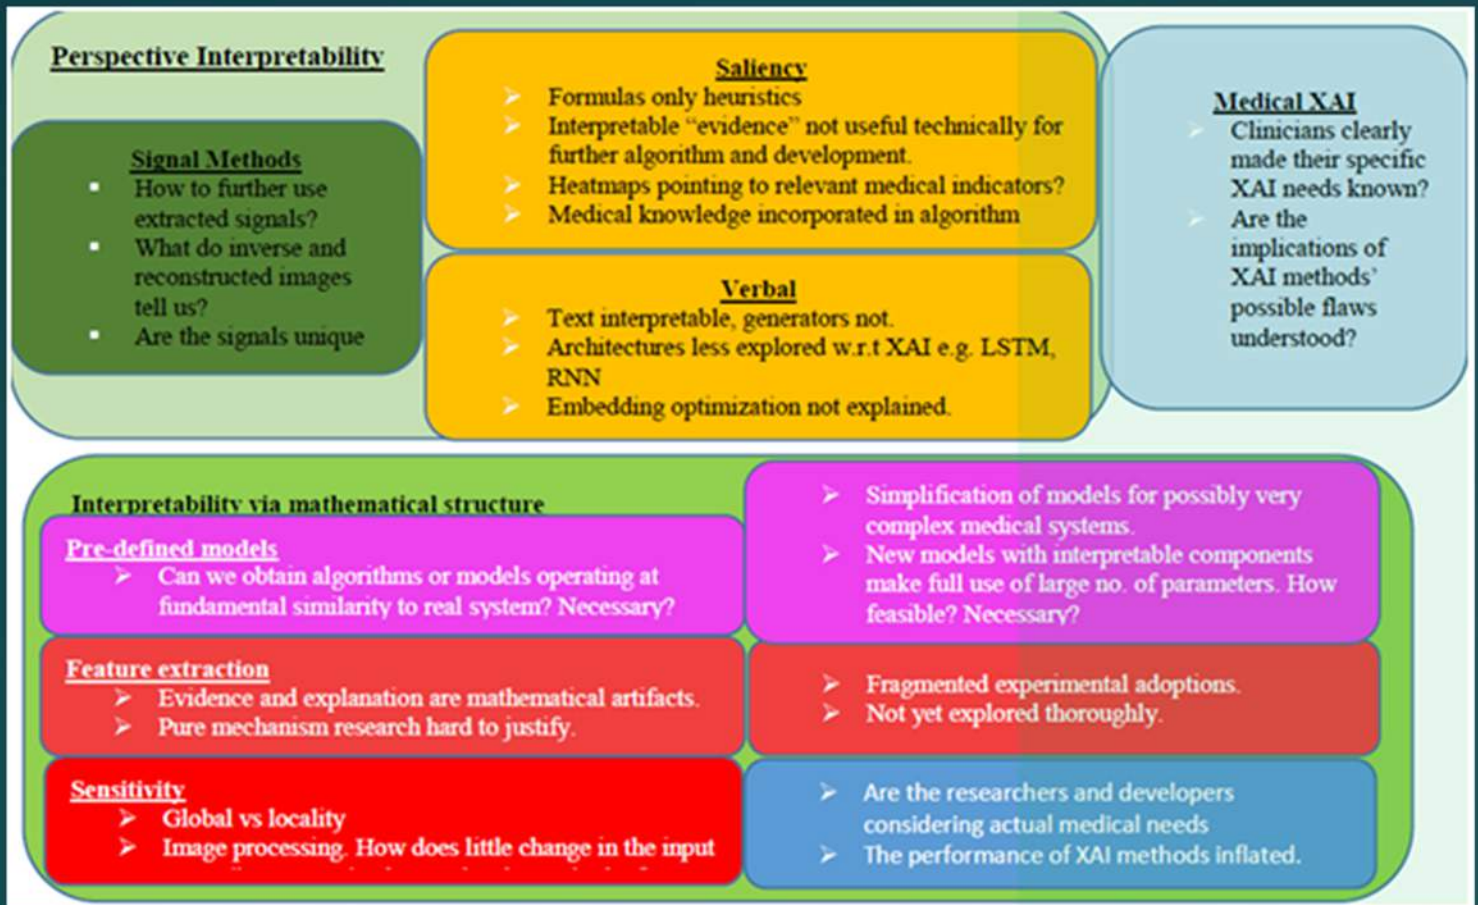 Perspective Interpretability
Signal Methods
How to further use
extracted signals?
What do inverse and
reconstructed images
tell us?
Are the signals unique
Saliency
Formulas only heuristics
Interpretable “evidence” not useful technically for
further algorithm and development.
Heatmaps pointing to relevant medical indicators?
Medical knowledge incorporated in algorithm
Verbal
Text interpretable, generators not.
Architectures less explored w.r.t XAI e.g. LSTM,
RNN
Embedding optimization not explained.
Medical XAI
Clinicians clearly
made their specific
XAI needs known?
Are the
implications of
XAI methods’
possible flaws
understood?
Interpretability via mathematical structure
Pre-defined models
Can we obtain algorithms or models operating at
fundamental similarity to real system? Necessary?
Simplification of models for possibly very
complex medical systems.
New models with interpretable components
make full use of large no. of parameters. How
feasible? Necessary?
Feature extraction
Evidence and explanation are mathematical artifacts.
Pure mechanism research hard to justify.
Fragmented experimental adoptions.
Not yet explored thoroughly.
Sensitivity
Global vs locality
Image processing. How does little change in the input
Are the researchers and developers
considering actual medical needs
The performance of XAI methods inflated.